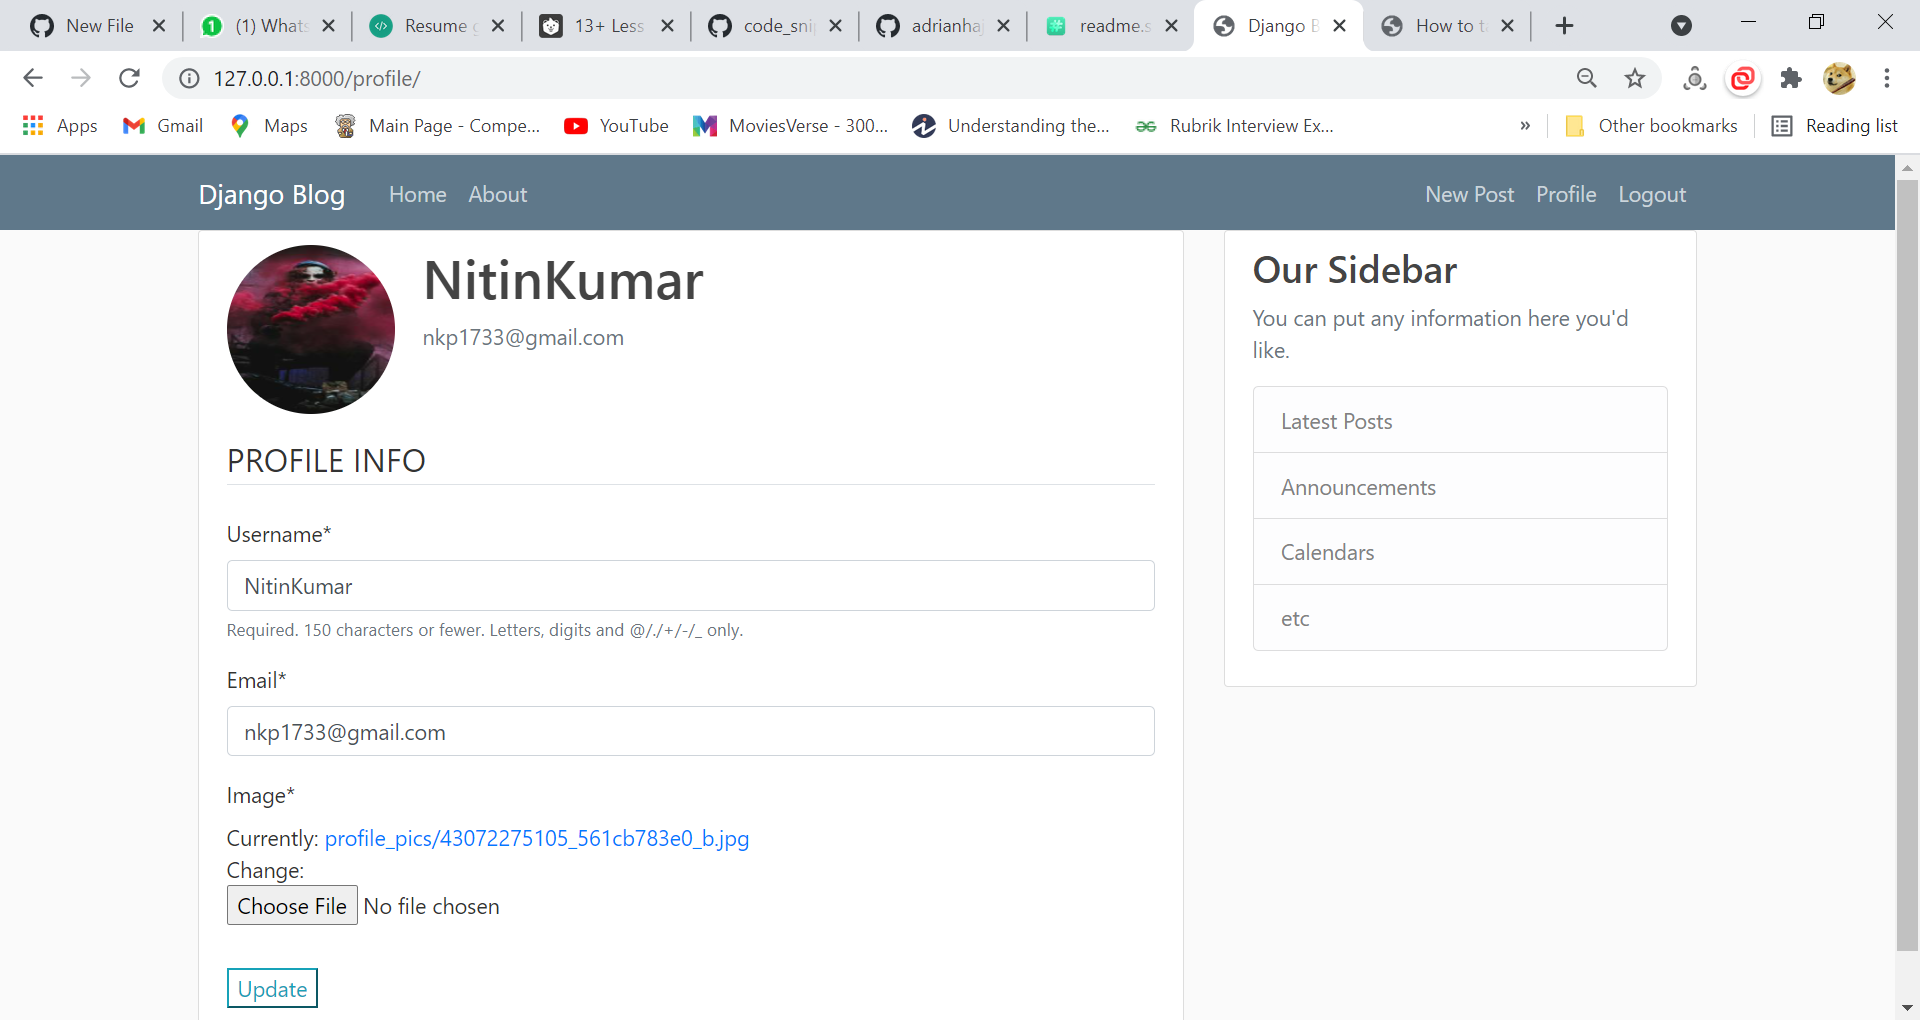 New File
(1) Whats
Resume g
13+ Less
code_snip
adrianhaj
readme.s
Django B
How to ta
127.0.0.1:8000/profile/
Apps
Gmail
Maps
Main Page - Compe...
YouTube
MoviesVerse - 300...
Understanding the...
Rubrik Interview Ex...
»
Other bookmarks
Reading list
Django Blog
Home
About
New Post
Profile
Logout
NitinKumar
nkp1733@gmail.com
PROFILE INFO
Username*
NitinKumar
Required. 150 characters or fewer. Letters, digits and @/./+/-/_ only.
Email*
nkp1733@gmail.com
Image*
Currently: profile_pics/43072275105_561cb783e0_b.jpg
Change:
Choose File No file chosen
Update
Our Sidebar
You can put any information here you'd
like.
Latest Posts
Announcements
Calendars
etc